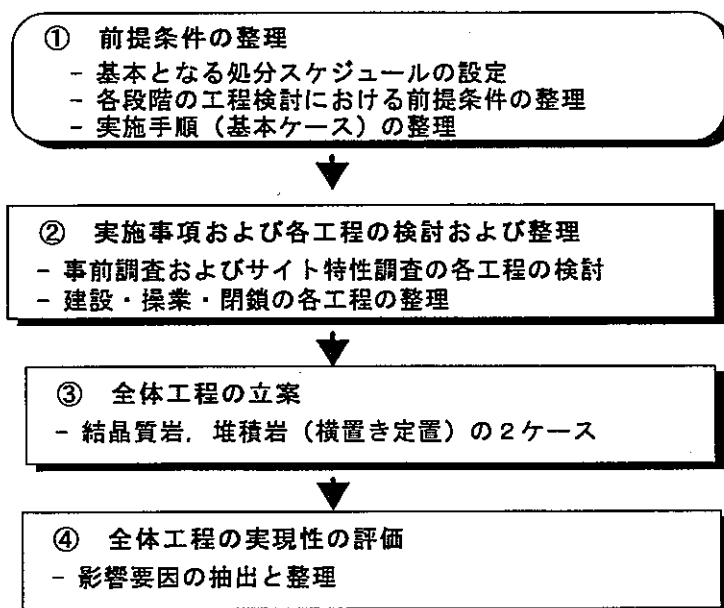 ① 前提条件の整理
− 基本となる処分スケジュールの設定
− 各段階の工程検討における前提条件の整理
− 実施手順（基本ケース）の整理
② 実施事項および各工程の検討および整理
− 事前調査およびサイト特性調査の各工程の検討
− 建設・操業・閉鎖の各工程の整理
③ 全体工程の立案
− 結晶質岩，堆積岩（横置き定置）の２ケース
④ 全体工程の実現性の評価
− 影響要因の抽出と整理